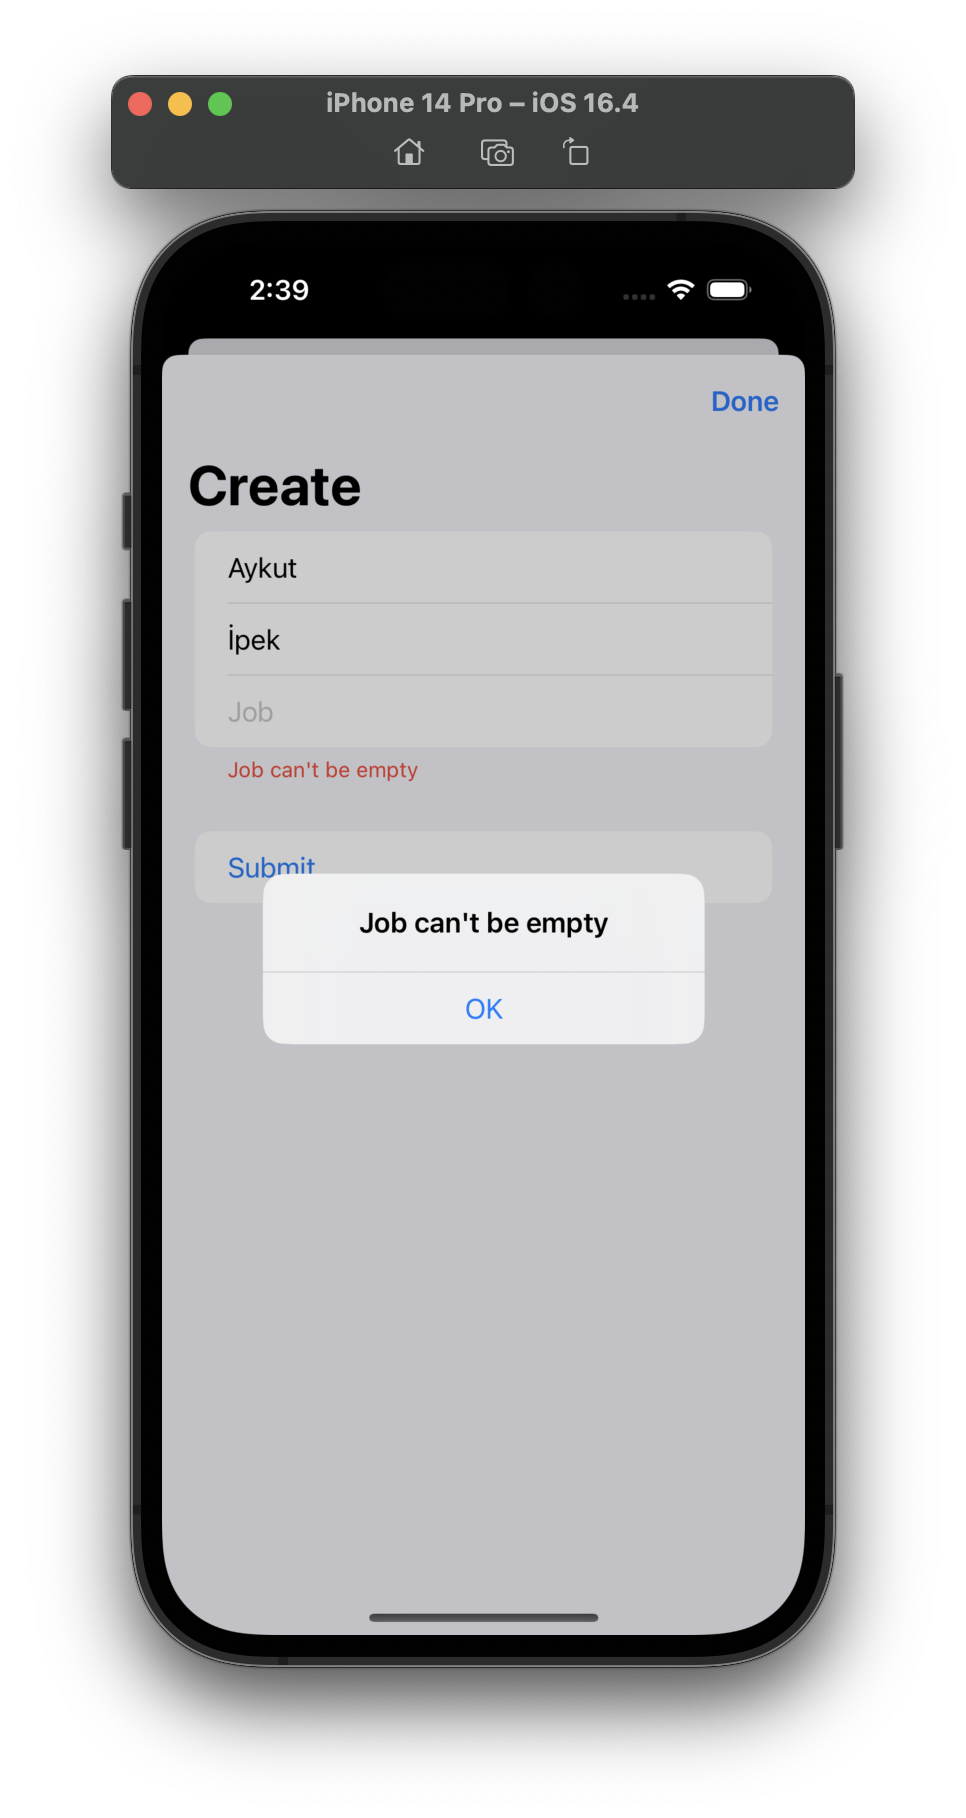 iPhone 14 Pro – iOS 16.4
2:39
Done
Create
Aykut
İpek
Job
Job can't be empty
Submit
Job can't be empty
OK